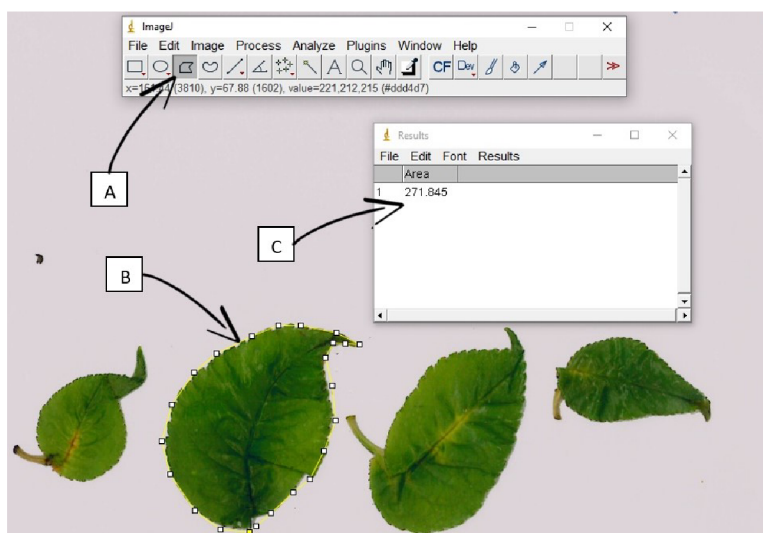 ImageJ
File Edit Image Process Analyze Plugins Window Help
A CF Dev
(3810), y=67.88 (1602), value=221,212,215 (#ddd4d7)
Results
File Edit Font Results
Area
1 271.845
A
C
B